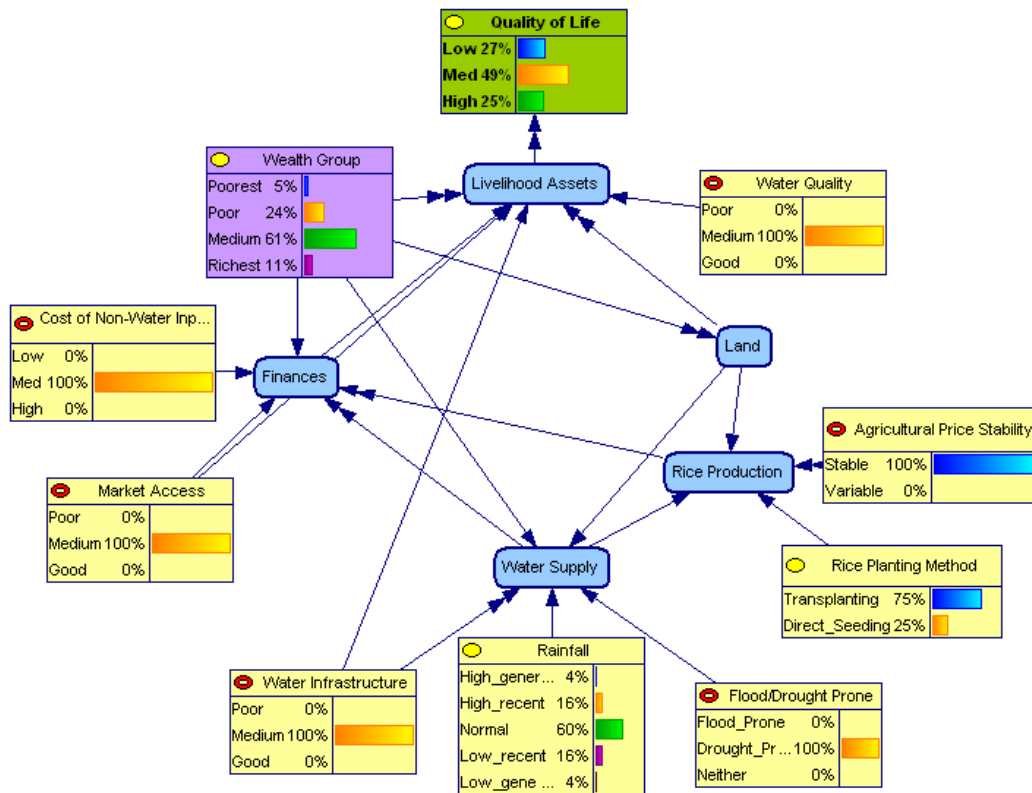 Quality of Life
Low 27%
Med 49%
High 25%
Wealth Group
Poorest 5%
Poor 24%
Medium 61%
Richest 11%
Livelihood Assets
Water Quality
Poor 0%
Medium 100%
Good 0%
Cost of Non-Water Inp...
Low 0%
Med 100%
High 0%
Finances
Land
Agricultural Price Stability
Stable 100%
Variable 0%
Rice Production
Market Access
Poor 0%
Medium 100%
Good 0%
Water Supply
Rice Planting Method
Transplanting 75%
Direct_Seeding 25%
Water Infrastructure
Poor 0%
Medium 100%
Good 0%
Rainfall
High_gener... 4%
High_recent 16%
Normal 60%
Low_recent 16%
Low_gene ... 4%
Flood/Drought Prone
Flood_Prone 0%
Drought_Pr... 100%
Neither 0%